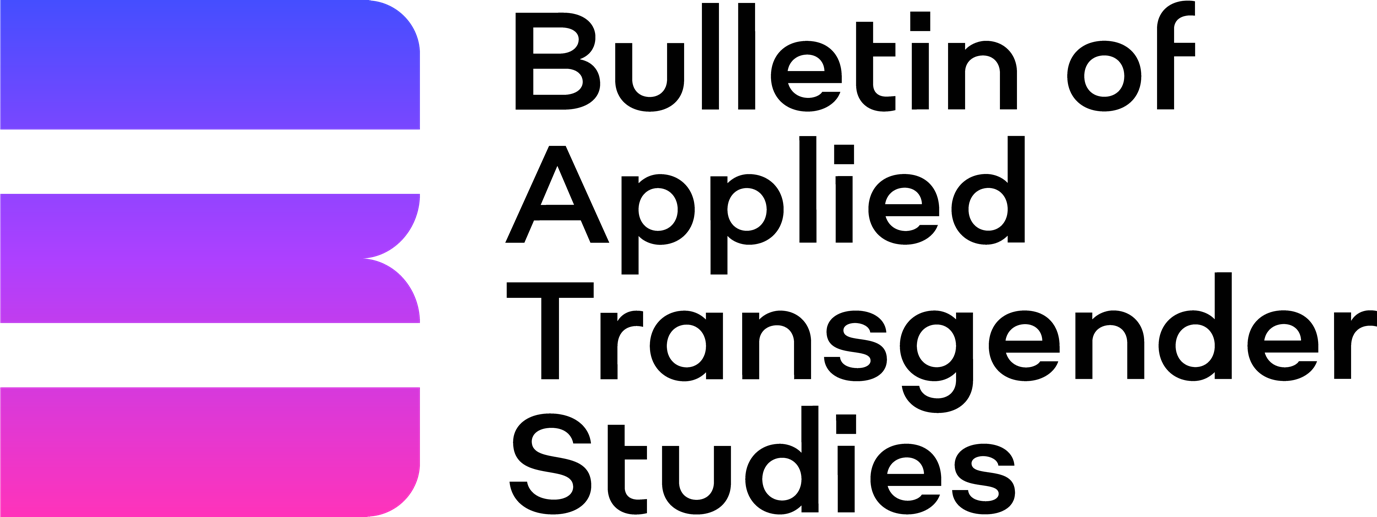 Bulletin of
Applied
Transgender
Studies